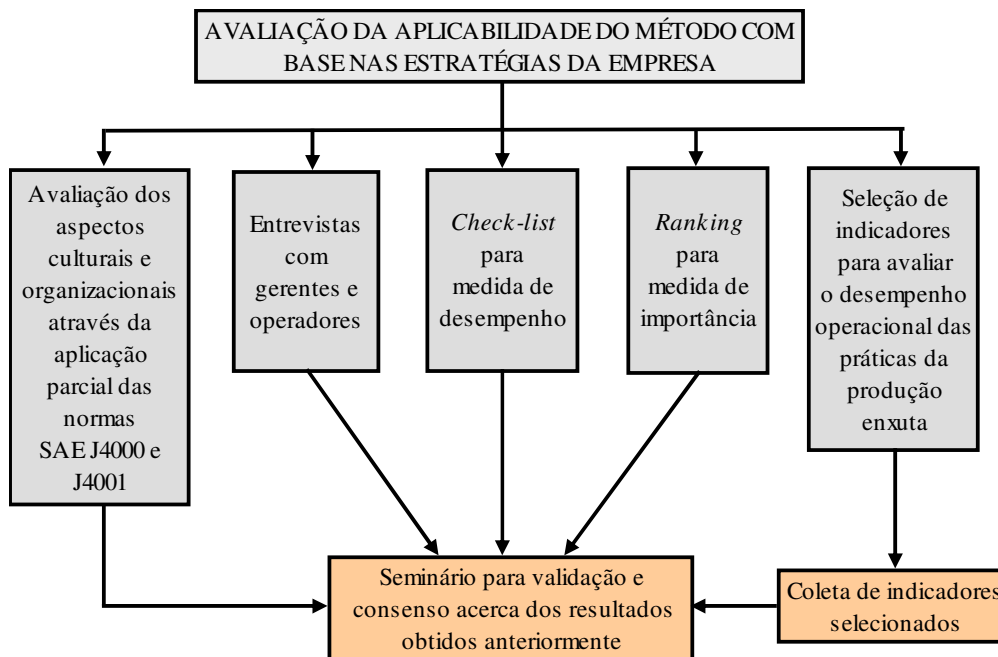 AVALIAÇÃO DA APLICABILIDADE DO MÉTODO COM
BASE NAS ESTRATÉGIAS DA EMPRESA
Avaliação dos
aspectos
culturais e
organizacionais
através da
aplicação
parcial das
normas
SAE J4000 e
J4001
Entrevistas
com
gerentes e
operadores
Check-list
para
medida de
desempenho
Ranking
para
medida de
importância
Seleção de
indicadores
para avaliar
o desempenho
operacional das
práticas da
produção
enxuta
Seminário para validação e
consenso acerca dos resultados
obtidos anteriormente
Coleta de indicadores
selecionados